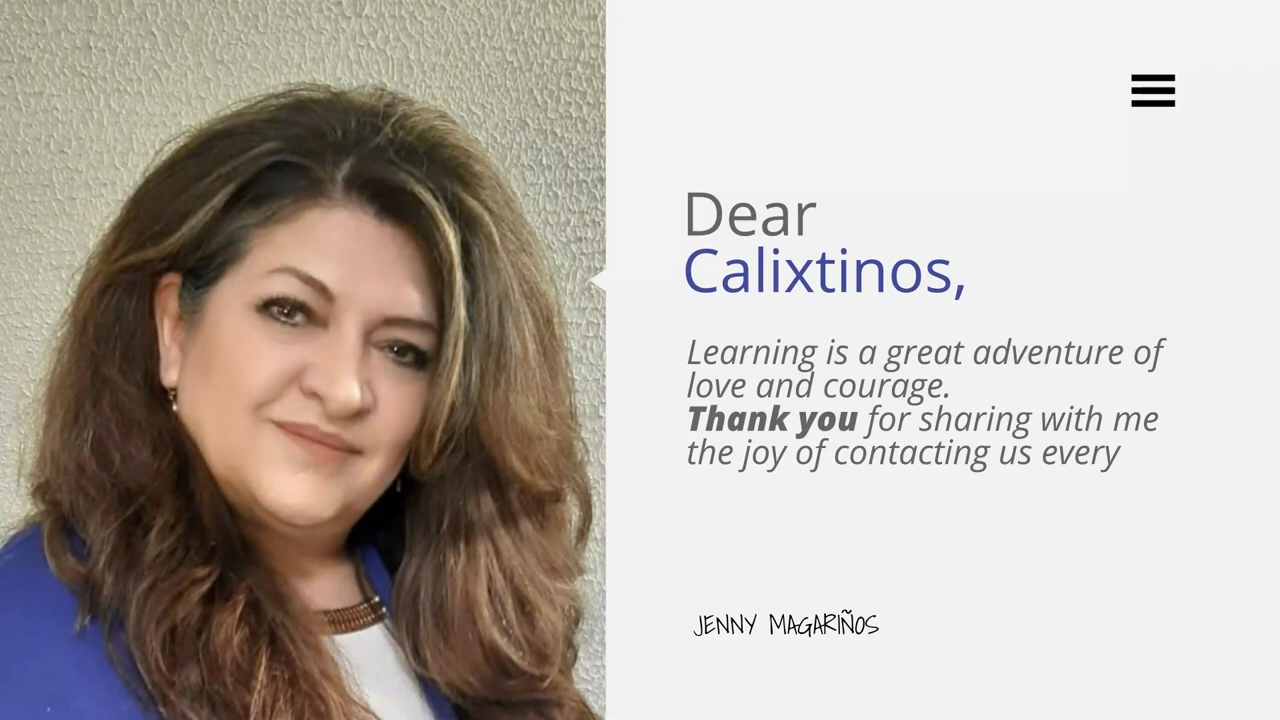 Dear
Calixtinos,
Learning is a great adventure of
love and courage.
Thank you for sharing with me
the joy of contacting us every
JENNY MAGARIÑOS